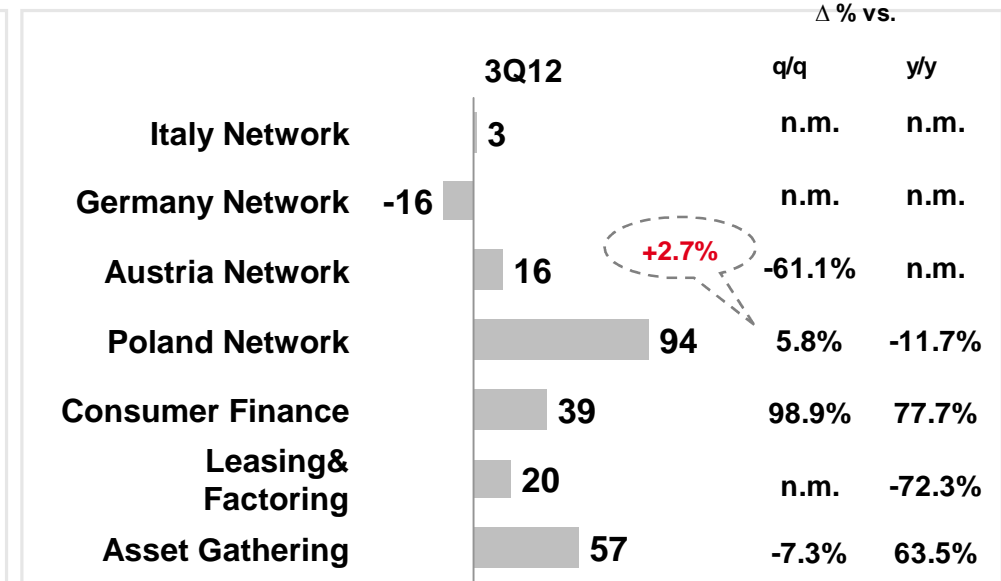 Δ % vs.
3Q12 q/q y/y
Italy Network 3 n.m. n.m.
Germany Network -16 n.m. n.m.
+2.7%
Austria Network 16 -61.1% n.m.
Poland Network 94 5.8% -11.7%
Consumer Finance 39 98.9% 77.7%
Leasing&
Factoring 20 n.m. -72.3%
Asset Gathering 57 -7.3% 63.5%